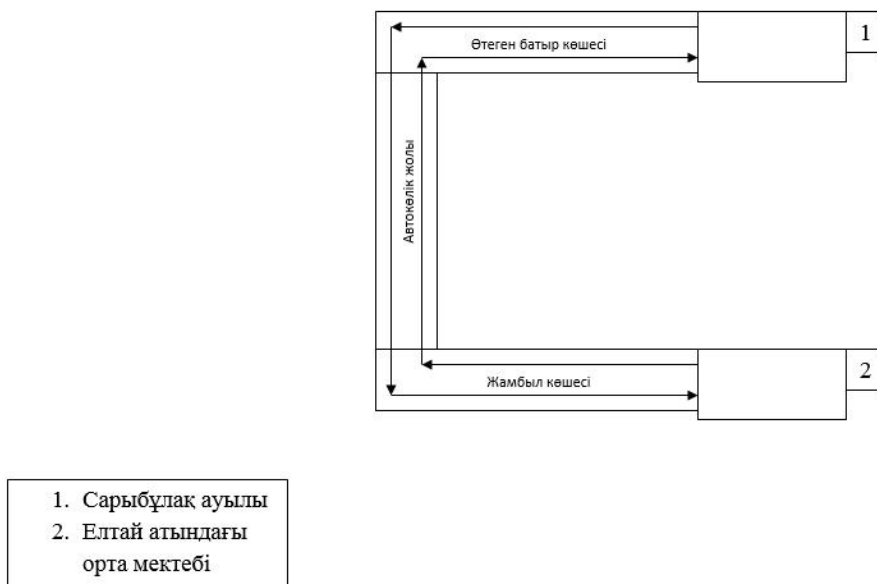 1
Өтеген батыр көшесі
Автокөлік жолы
2
Жамбыл көшесі
1. Сарыбұлақ ауылы
2. Елтай атындағы
орта мектебі